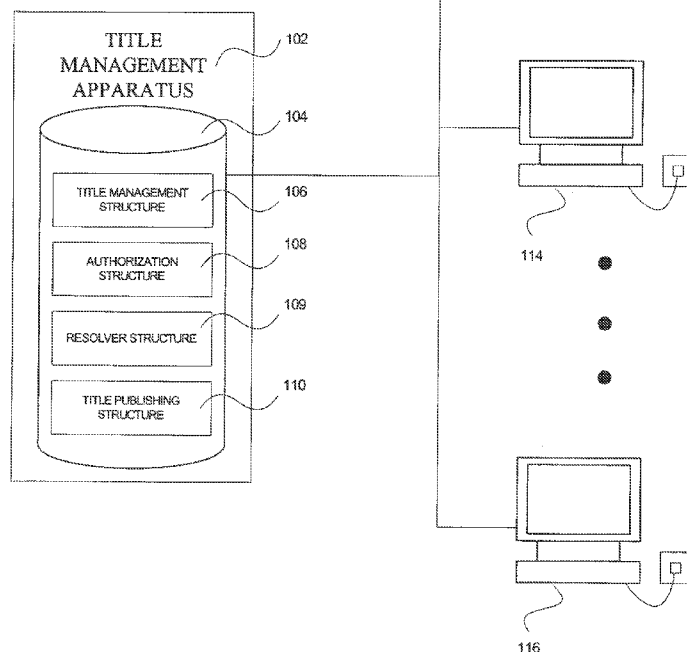 TITLE
MANAGEMENT
APPARATUS
102
104
TITLE MANAGEMENT
STRUCTURE
106
AUTHORIZATION
STRUCTURE
108
RESOLVER STRUCTURE
109
TITLE PUBLISHING
STRUCTURE
110
114
116